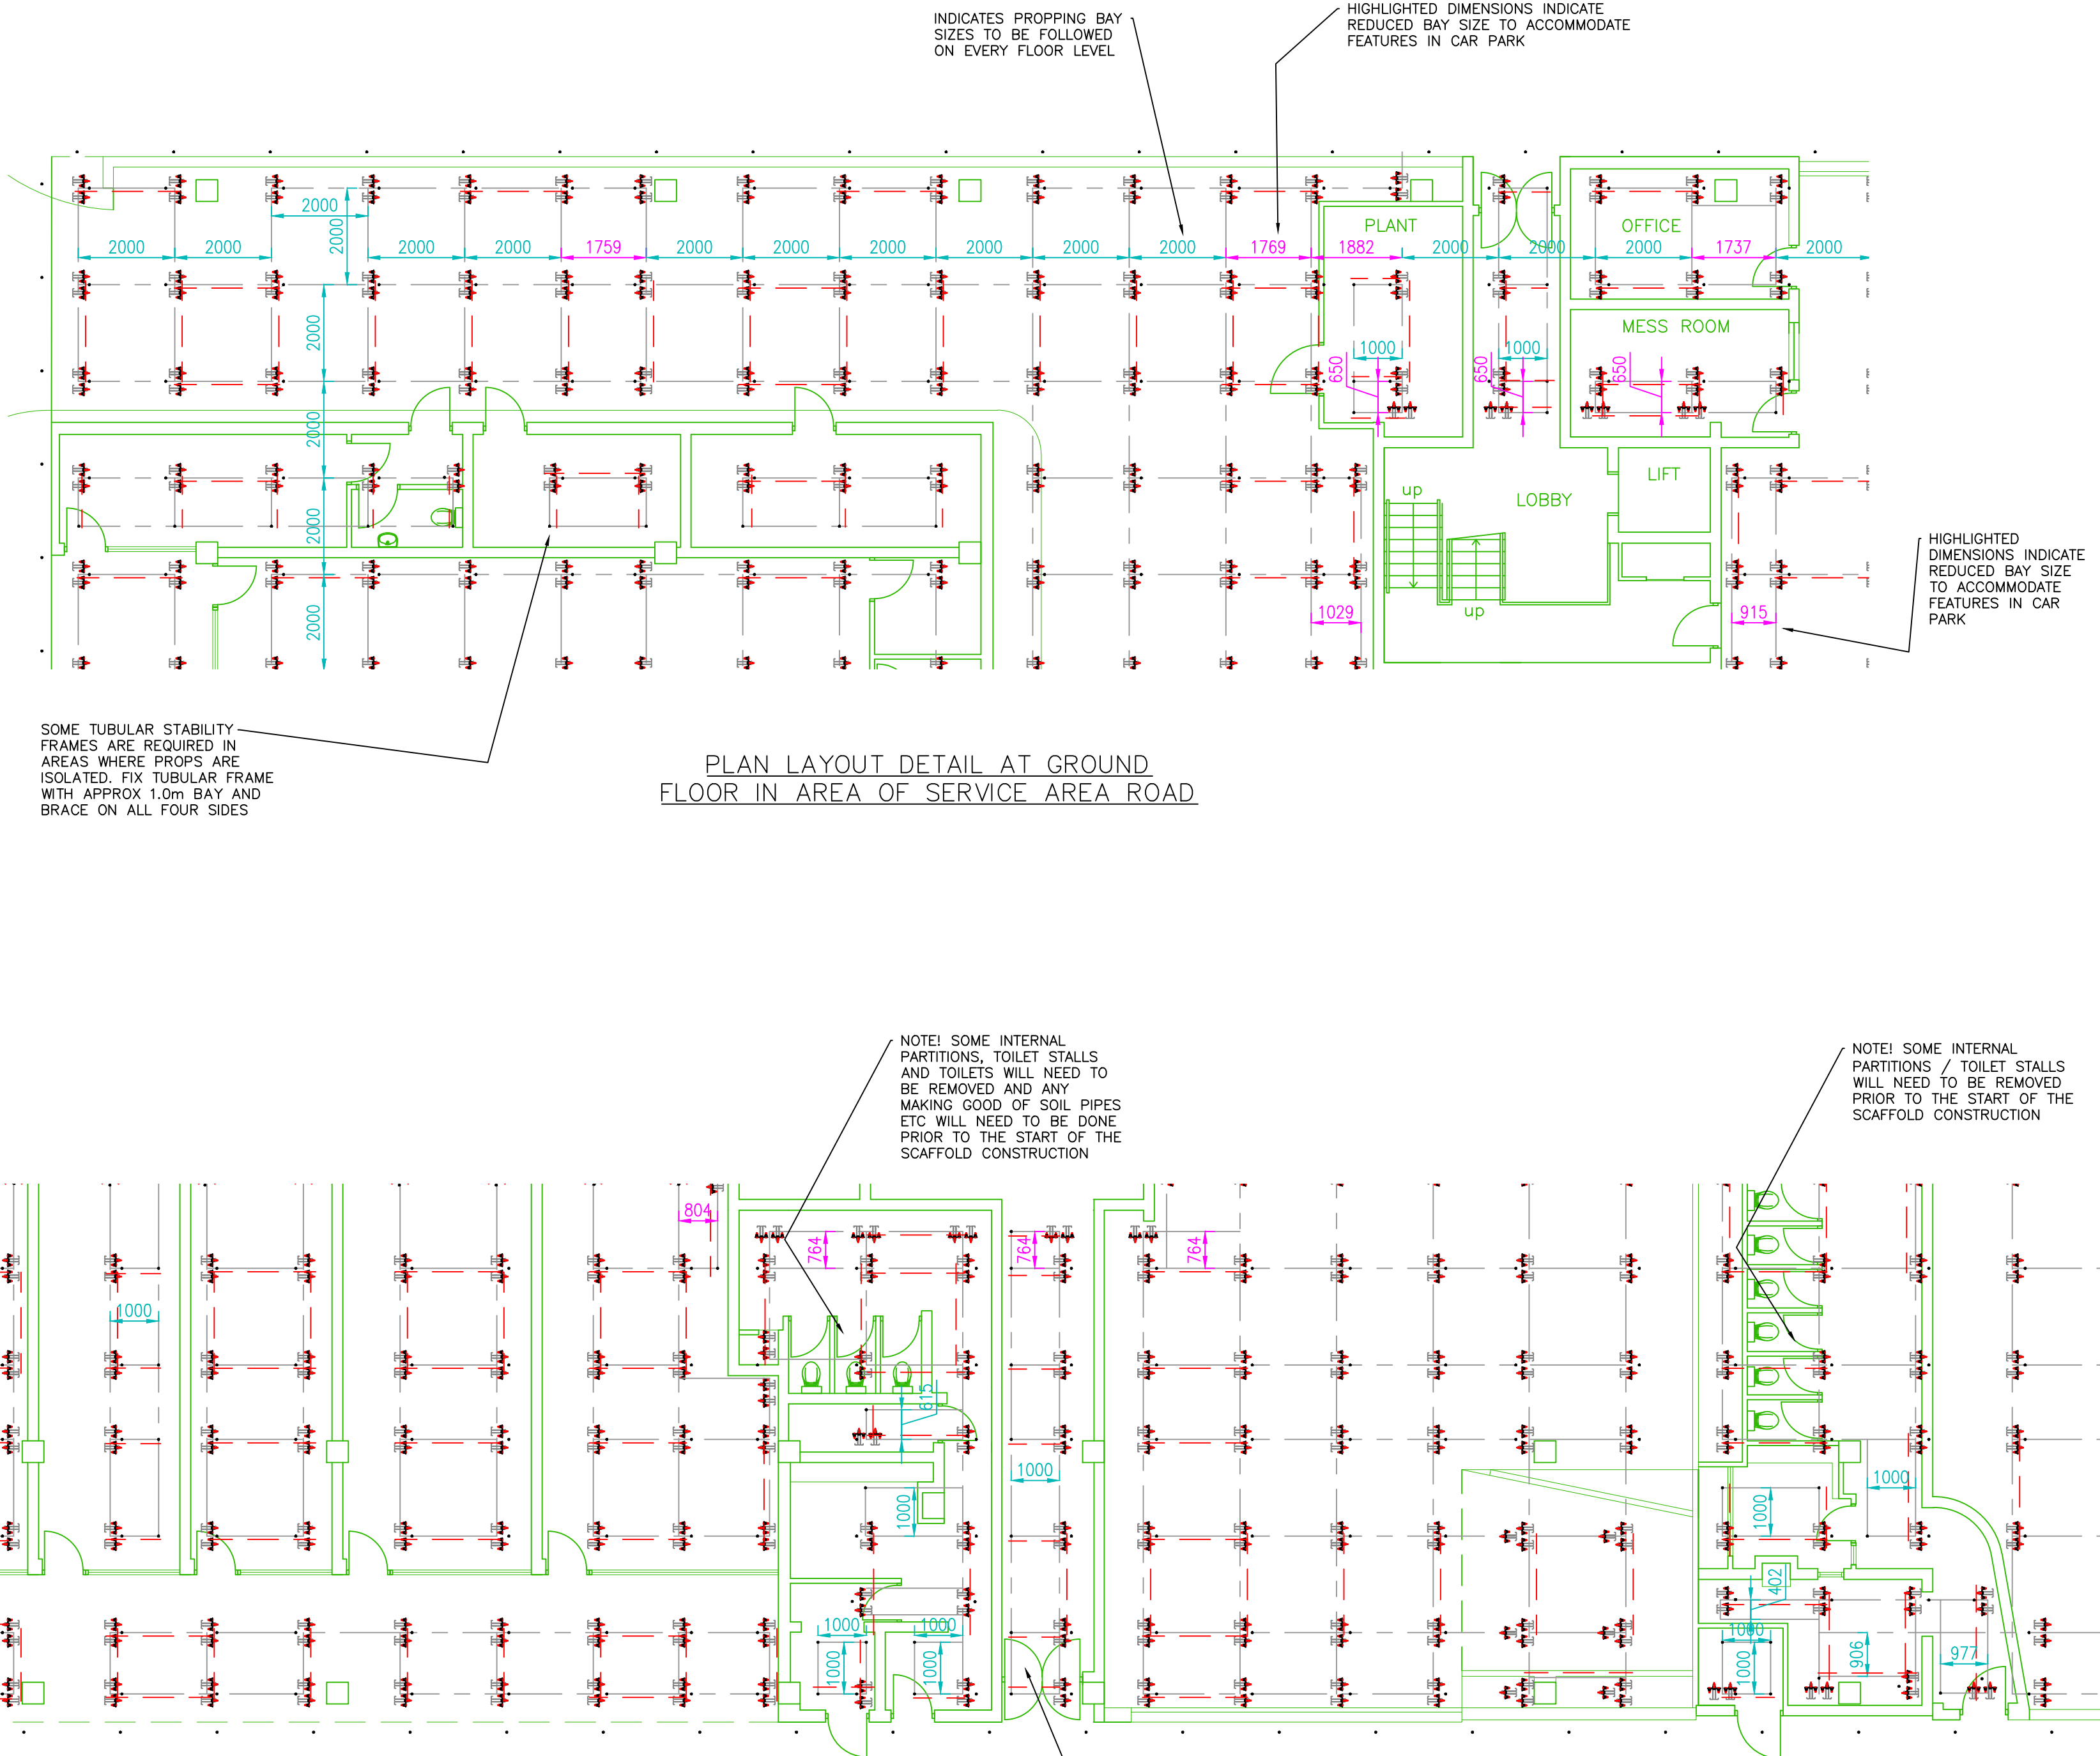 INDICATES PROPPING BAY
SIZES TO BE FOLLOWED
ON EVERY FLOOR LEVEL
HIGHLIGHTED DIMENSIONS INDICATE
REDUCED BAY SIZE TO ACCOMMODATE
FEATURES IN CAR PARK
2000
2000
PLANT
OFFICE
2000
2000
2000
2000
1759
2000
2000
2000
2000
2000
2000
1769
1882
2000
2000
2000
1737
2000
2000
MESS ROOM
1000
1000
650
650
650
2000
LIFT
up
LOBBY
2000
2000
up
1029
915
HIGHLIGHTED
DIMENSIONS INDICATE
REDUCED BAY SIZE
TO ACCOMMODATE
FEATURES IN CAR
PARK
SOME TUBULAR STABILITY
FRAMES ARE REQUIRED IN
AREAS WHERE PROPS ARE
ISOLATED. FIX TUBULAR FRAME
WITH APPROX 1.0m BAY AND
BRACE ON ALL FOUR SIDES
PLAN LAYOUT DETAIL AT GROUND
FLOOR IN AREA OF SERVICE AREA ROAD
NOTE! SOME INTERNAL
PARTITIONS, TOILET STALLS
AND TOILETS WILL NEED TO
BE REMOVED AND ANY
MAKING GOOD OF SOIL PIPES
ETC WILL NEED TO BE DONE
PRIOR TO THE START OF THE
SCAFFOLD CONSTRUCTION
NOTE! SOME INTERNAL
PARTITIONS / TOILET STALLS
WILL NEED TO BE REMOVED
PRIOR TO THE START OF THE
SCAFFOLD CONSTRUCTION
804
764
764
764
1000
615
1000
1000
1000
1000
402
1000
1000
1000
906
977
1000
1000
1000